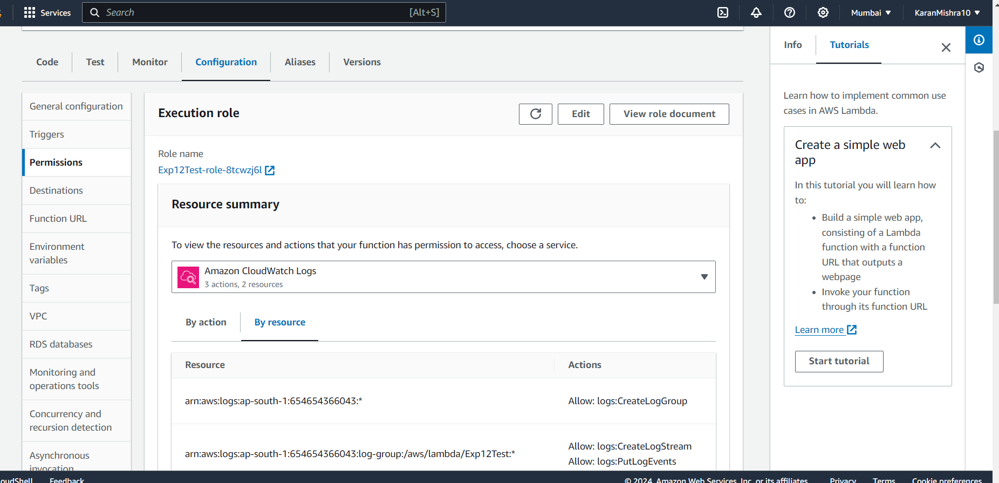 Services
Search
[Alt+S]
Mumbai
KaranMishra10
Code
Test
Monitor
Configuration
Aliases
Versions
General configuration
Triggers
Permissions
Destinations
Function URL
Environment
variables
Tags
VPC
RDS databases
Monitoring and
operations tools
Concurrency and
recursion detection
Asynchronous
invocation
Execution role
Edit
View role document
Role name
Exp12Test-role-8tcwzj6l
Resource summary
To view the resources and actions that your function has permission to access, choose a service.
Amazon CloudWatch Logs
3 actions, 2 resources
By action
By resource
Resource
Actions
arn:aws:logs:ap-south-1:654654366043:*
Allow: logs:CreateLogGroup
arn:aws:logs:ap-south-1:654654366043:log-group:/aws/lambda/Exp12Test:*
Allow: logs:CreateLogStream
Allow: logs:PutLogEvents
Info
Tutorials
Learn how to implement common use
cases in AWS Lambda.
Create a simple web
app
In this tutorial you will learn how
to:
• Build a simple web app,
consisting of a Lambda
function with a function
URL that outputs a
webpage
• Invoke your function
through its function URL
Learn more
Start tutorial
oudShell
Feedback
© 2024, Amazon Web Services, Inc. or its affiliates.
Privacy
Terms
Cookie preferences